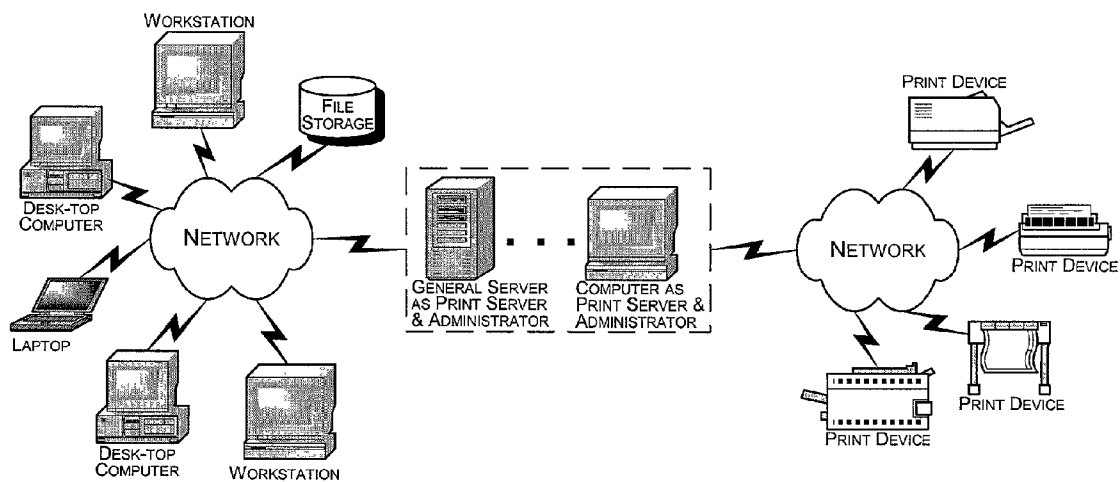 WORKSTATION
FILE
STORAGE
DESK-TOP
COMPUTER
NETWORK
LAPTOP
DESK-TOP
COMPUTER
WORKSTATION
GENERAL SERVER
AS PRINT SERVER
& ADMINISTRATOR
COMPUTER AS
PRINT SERVER &
ADMINISTRATOR
NETWORK
PRINT DEVICE
PRINT DEVICE
PRINT DEVICE
PRINT DEVICE